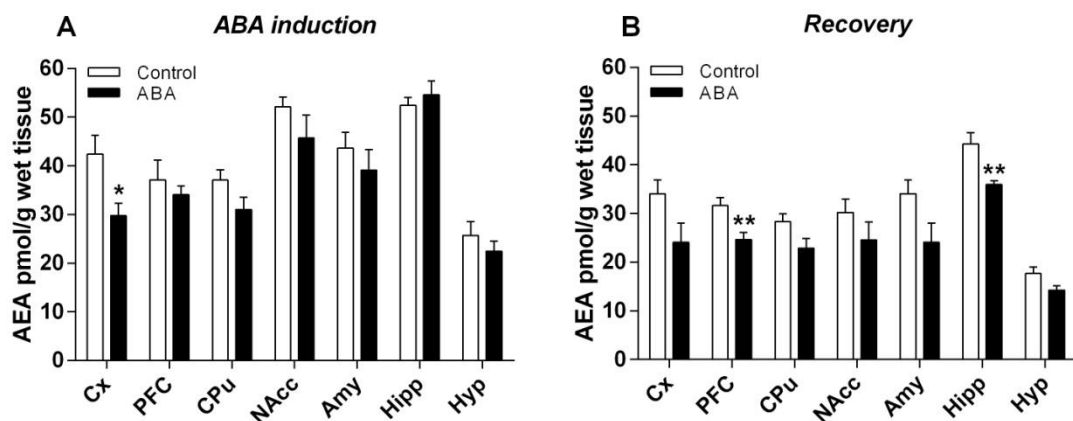 A
ABA induction
Control
ABA
AEA pmol/g wet tissue
60
50
40
30
20
10
0
*
Cx
PFC
CPu
NAcc
Amy
Hipp
Hyp
B
Recovery
Control
ABA
AEA pmol/g wet tissue
60
50
40
30
20
10
0
**
**
Cx
PFC
CPu
NAcc
Amy
Hipp
Hyp